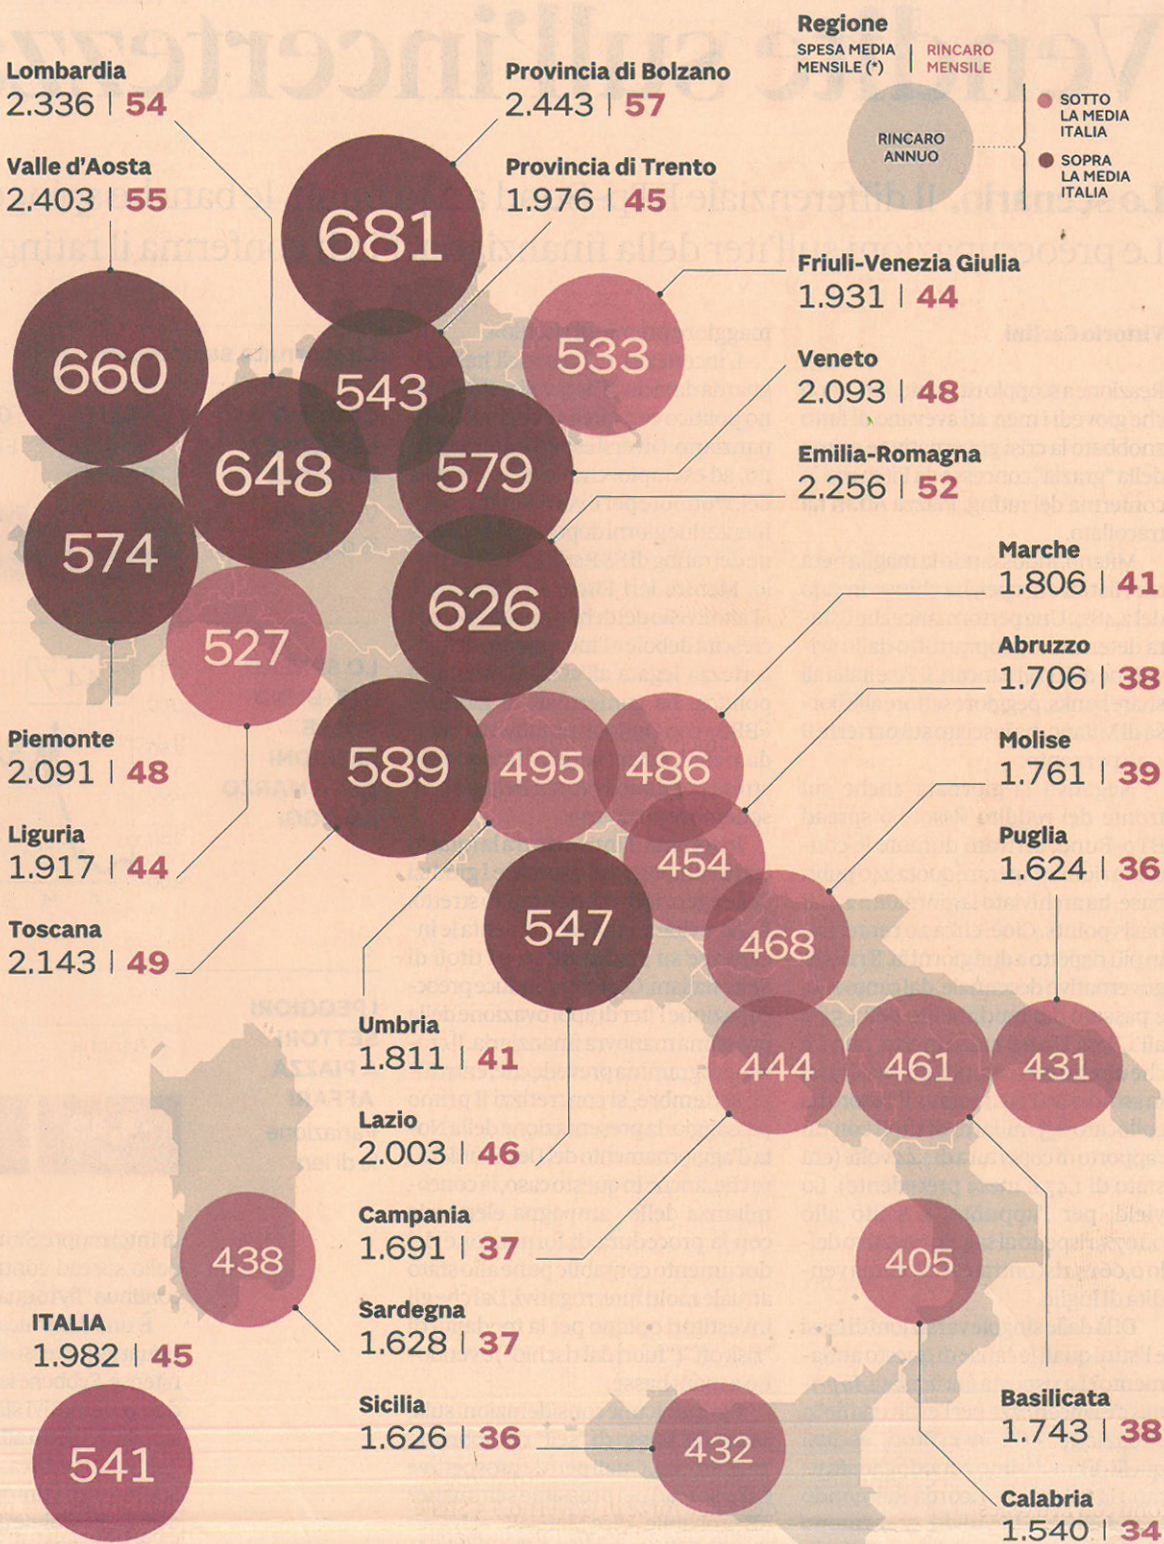 Regione
SPESA MEDIA
MENSILE (*)
RINCARO
MENSILE
RINCARO
ANNUO
SOTTO
LA MEDIA
ITALIA
SOPRA
LA MEDIA
ITALIA
Lombardia
2.336 | 54
Provincia di Bolzano
2.443 | 57
Valle d'Aosta
2.403 | 55
Provincia di Trento
1.976 | 45
681
Friuli-Venezia Giulia
1.931 | 44
660
543
533
Veneto
2.093 | 48
648
579
Emilia-Romagna
2.256 | 52
574
626
Marche
1.806 | 41
527
Abruzzo
1.706 | 38
Piemonte
2.091 | 48
589
495
486
Molise
1.761 | 39
Liguria
1.917 | 44
454
Puglia
1.624 | 36
Toscana
2.143 | 49
547
468
Umbria
1.811 | 41
444
461
431
Lazio
2.003 | 46
Campania
1.691 | 37
438
405
ITALIA
1.982 | 45
Sardegna
1.628 | 37
Sicilia
1.626 | 36
432
541
Basilicata
1.743 | 38
Calabria
1.540 | 34